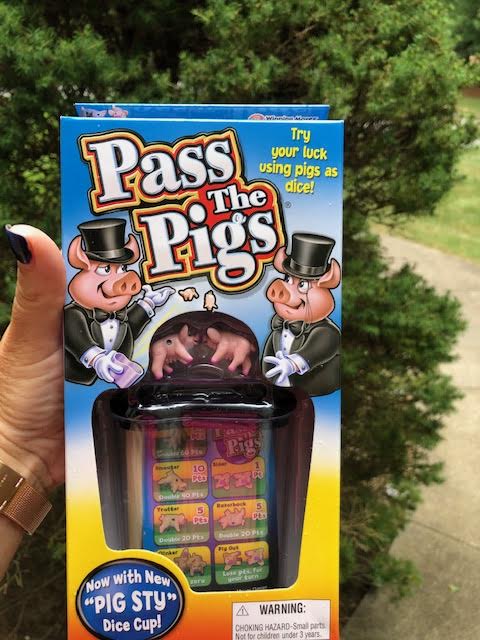 Winning Moves
Pass
The
Pigs®
Try
your luck
using pigs as
dice!
Pigs
Snouter 10 Pts
Double 40 Pts
Sider 1
Trotter 5 Pts
Double 20 Pts
Razorback 5 Pts
Double 20 Pts
Pig Out
Lose pts. for
your turn
Now with New
"PIG STY"
Dice Cup!
WARNING:
CHOKING HAZARD-Small parts.
Not for children under 3 years.